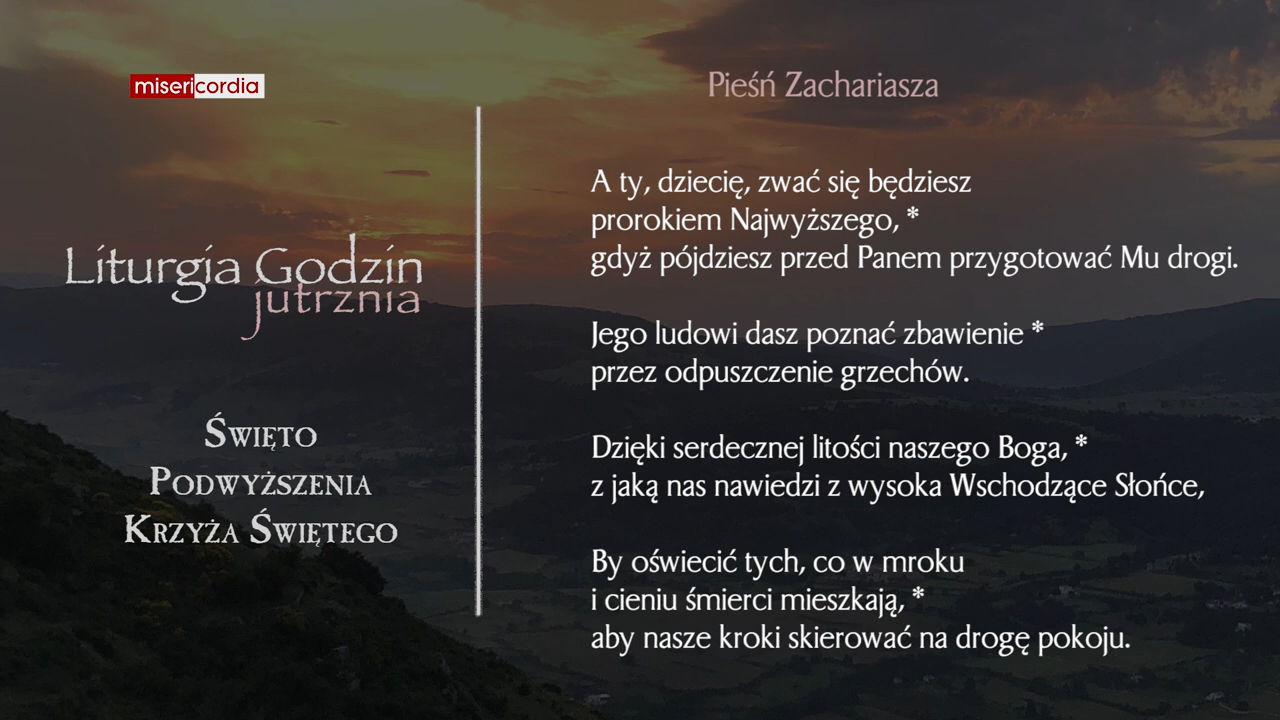 misericordia
Liturgia Godzin
jutrznia
Święto
Podwyższenia
Krzyża Świętego
Pieśń Zachariasza
A ty, dziecię, zwać się będziesz
prorokiem Najwyższego, *
gdyż pójdziesz przed Panem przygotować Mu drogi.
Jego ludowi dasz poznać zbawienie *
przez odpuszczenie grzechów.
Dzięki serdecznej litości naszego Boga, *
z jaką nas nawiedzi z wysoka Wschodzące Słońce,
By oświecić tych, co w mroku
i cieniu śmierci mieszkają, *
aby nasze kroki skierować na drogę pokoju.